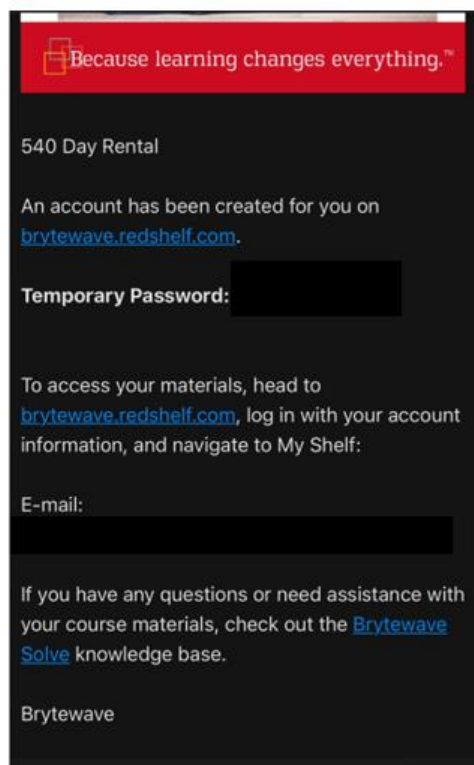 Because learning changes everything.™
540 Day Rental
An account has been created for you on
brytewave.redshelf.com.
Temporary Password:
To access your materials, head to
brytewave.redshelf.com, log in with your account
information, and navigate to My Shelf:
E-mail:
If you have any questions or need assistance with
your course materials, check out the Brytewave
Solve knowledge base.
Brytewave